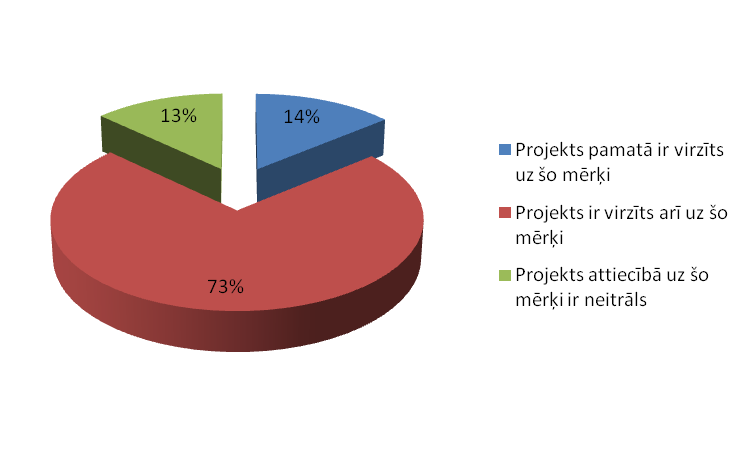 13%
14%
73%
Projekts pamatā ir virzīts
uz šo mērķi
Projekts ir virzīts arī uz šo
mērķi
Projekts attiecībā uz šo
mērķi ir neitrāls